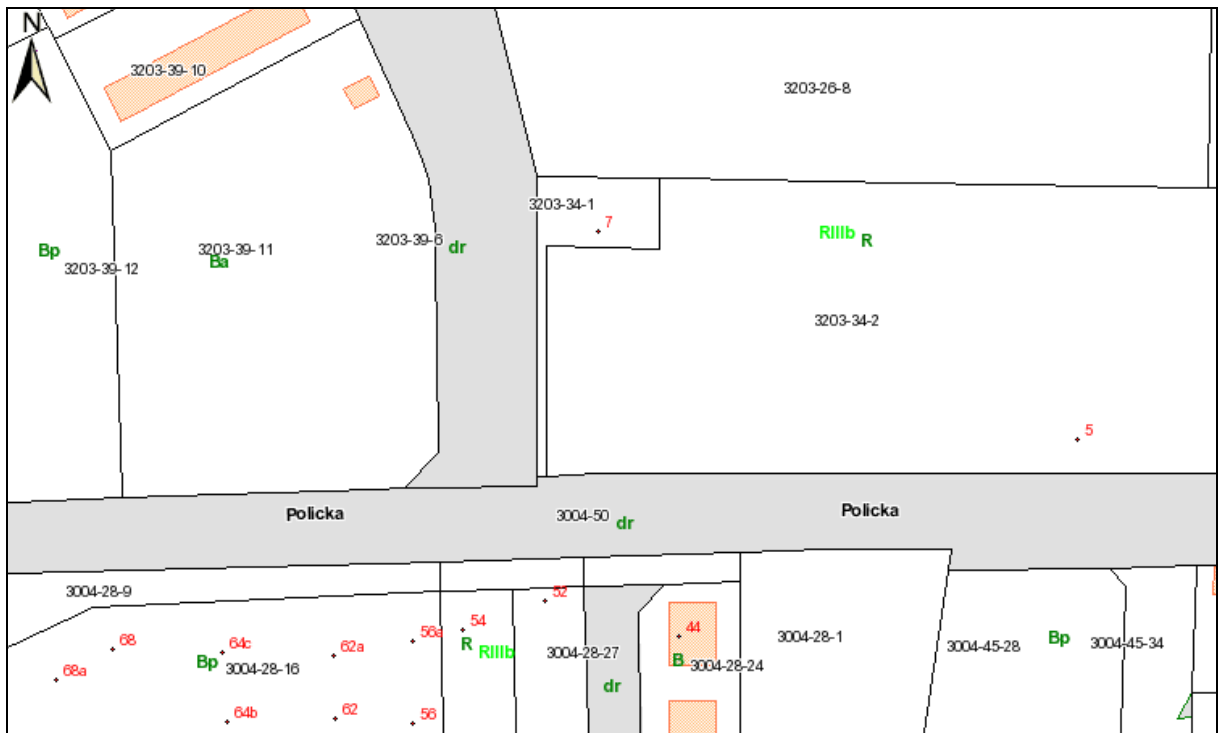 N
3203-39-10
3203-26-8
3203-34-1
7
RIIIb
R
3203-39-6
dr
Bp
3203-39-12
3203-39-11
Ba
3203-34-2
5
Policka
3004-50
dr
Policka
3004-28-9
52
54
56a
44
68
64c
62a
R
RIIIb
3004-28-27
B
3004-28-24
3004-28-1
3004-45-28
Bp
3004-45-34
Bp
3004-28-16
68a
dr
64b
62
56